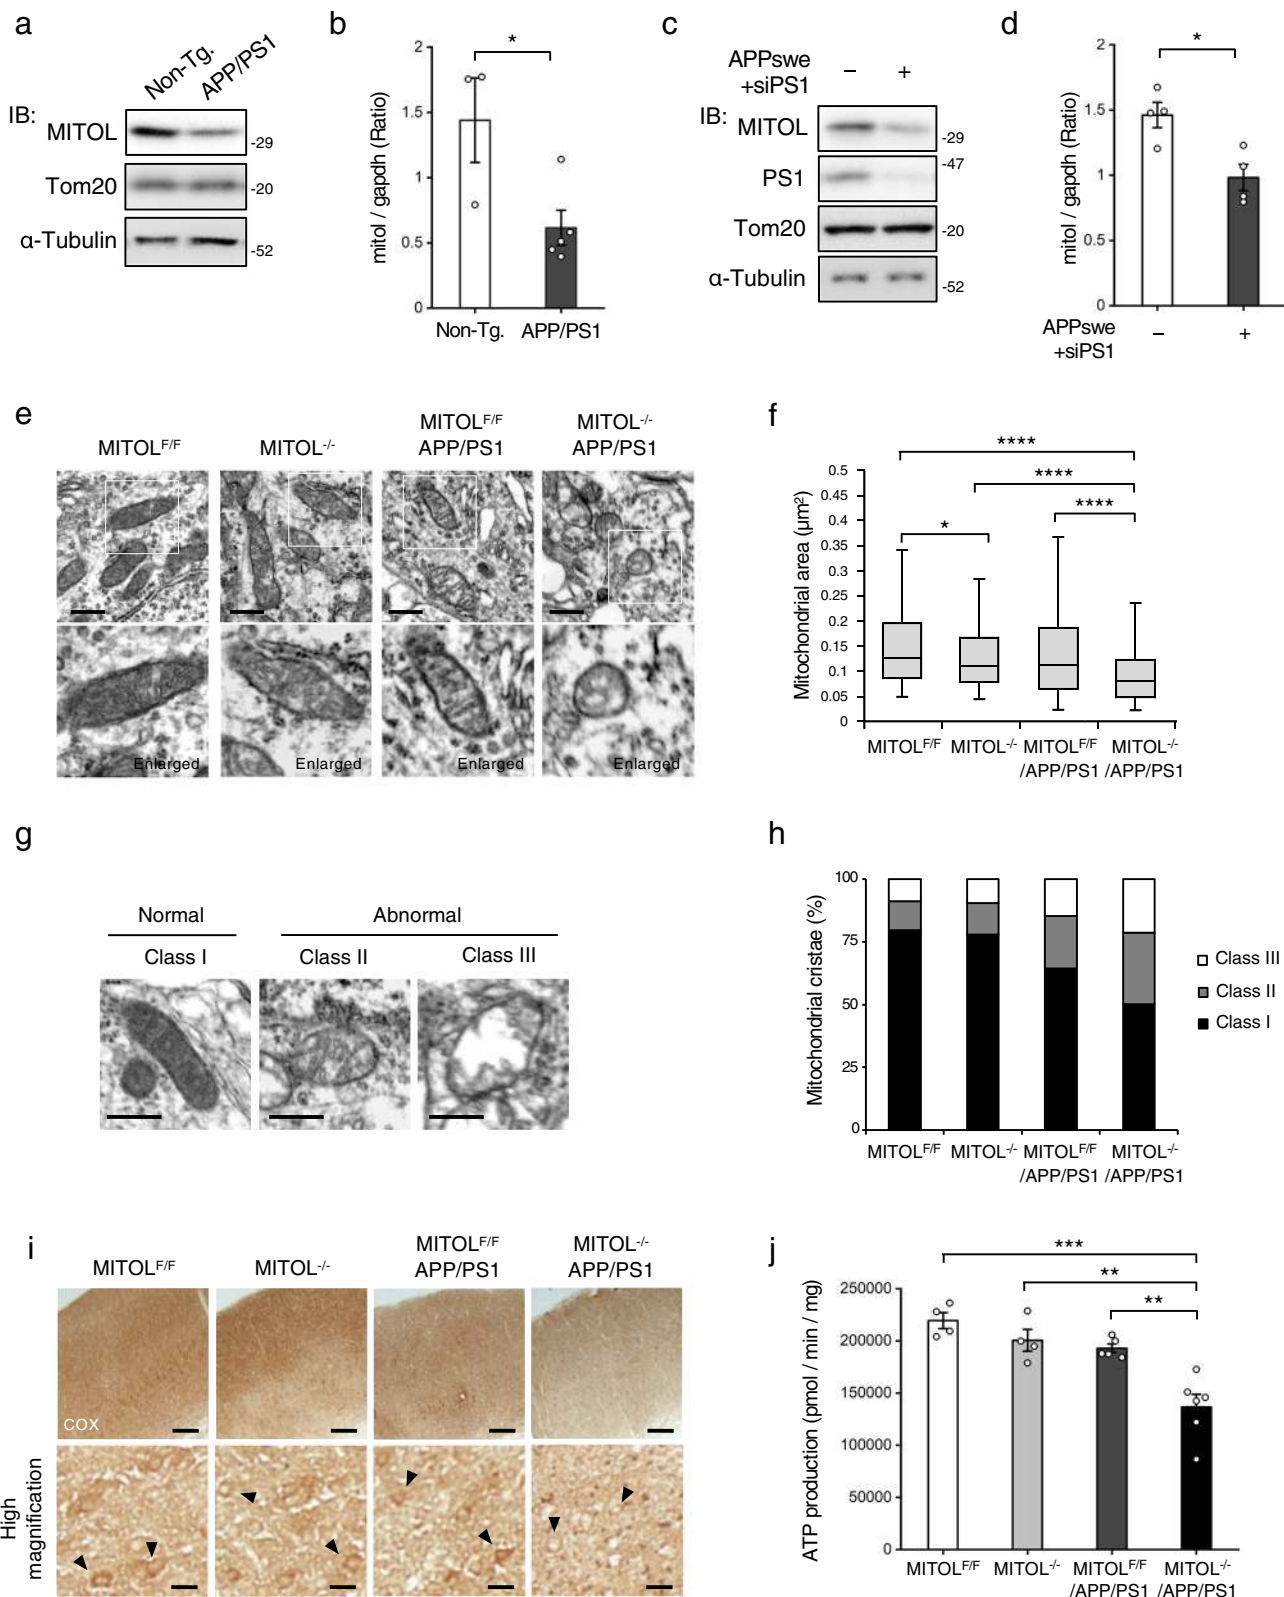 a
Non-Tg.
APP/PS1
IB:
MITOL
-29
Tom20
-20
α-Tubulin
-52
b
*
mitol / gapdh (Ratio)
2
1.5
1
0.5
0
Non-Tg.
APP/PS1
c
APPswe
+siPS1
–
+
IB:
MITOL
-29
-47
PS1
Tom20
-20
α-Tubulin
-52
d
*
mitol / gapdh (Ratio)
2
1.5
1
0.5
0
APPswe
+siPS1
–
+
e
MITOLF/F
MITOL-/-
MITOLF/F
APP/PS1
MITOL-/-
APP/PS1
Enlarged
Enlarged
Enlarged
Enlarged
f
****
****
****
*
Mitochondrial area (μm²)
0.5
0.45
0.4
0.35
0.3
0.25
0.2
0.15
0.1
0.05
0
MITOLF/F
MITOL-/-
MITOLF/F
/APP/PS1
MITOL-/-
/APP/PS1
g
Normal
Abnormal
Class I
Class II
Class III
h
Mitochondrial cristae (%)
100
75
50
25
0
MITOLF/F
MITOL-/-
MITOLF/F
/APP/PS1
MITOL-/-
/APP/PS1
Class III
Class II
Class I
i
MITOLF/F
MITOL-/-
MITOLF/F
APP/PS1
MITOL-/-
APP/PS1
COX
High
magnification
j
***
**
**
ATP production (pmol / min / mg)
250000
200000
150000
100000
50000
0
MITOLF/F
MITOL-/-
MITOLF/F
/APP/PS1
MITOL-/-
/APP/PS1